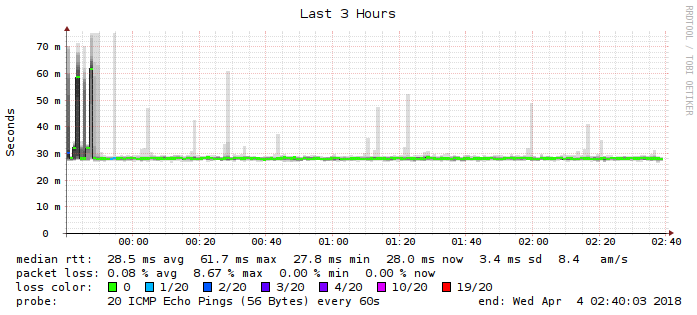 Last 3 Hours
RRDTOOL / TOBI OETIKER
Seconds
70 m
60 m
50 m
40 m
30 m
20 m
10 m
0
00:00 00:20 00:40 01:00 01:20 01:40 02:00 02:20 02:40
median rtt: 28.5 ms avg 61.7 ms max 27.8 ms min 28.0 ms now 3.4 ms sd 8.4 am/s
packet loss: 0.08 % avg 8.67 % max 0.00 % min 0.00 % now
loss color: 0 1/20 2/20 3/20 4/20 10/20 19/20
probe: 20 ICMP Echo Pings (56 Bytes) every 60s end: Wed Apr 4 02:40:03 2018